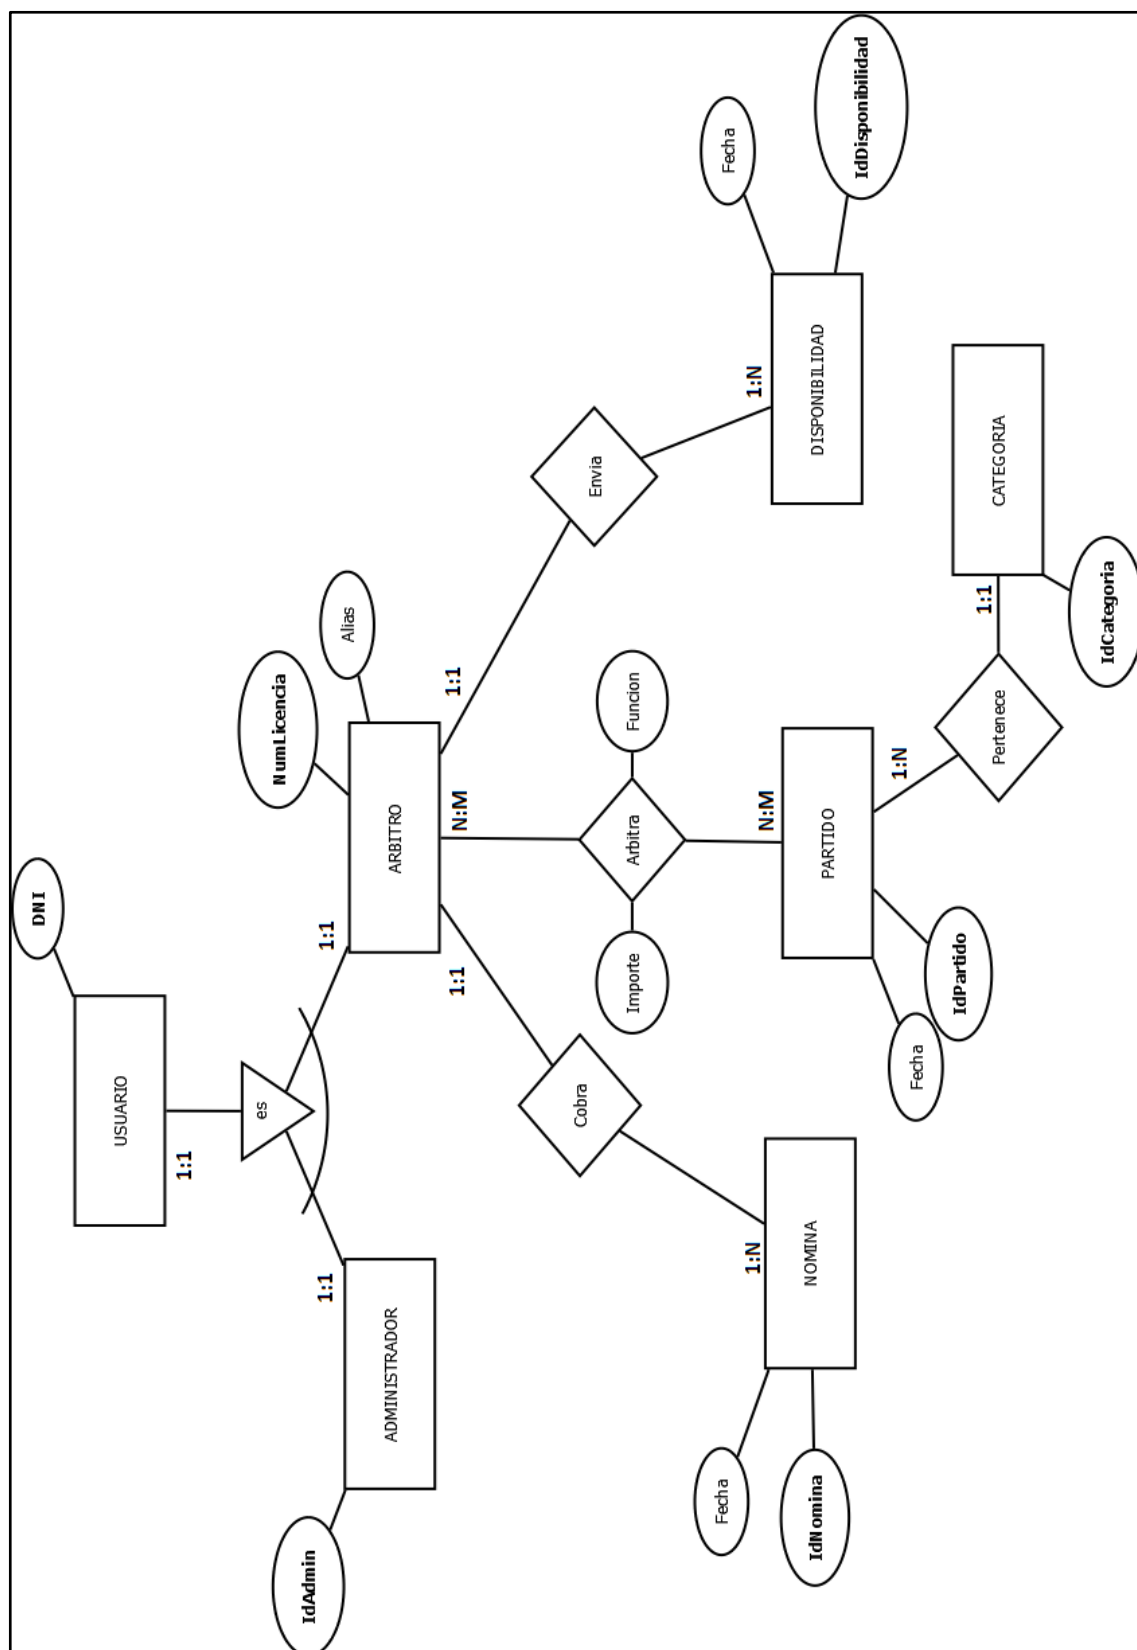 DNI
USUARIO
1:1
es
NumLicencia
IdAdmin
1:1
1:1
Alias
ADMINISTRADOR
ARBITRO
1:1
N:M
1:1
Cobra
Envia
Importe
Arbitra
Funcion
Fecha
Fecha
1:N
N:M
1:N
IdNomina
NOMINA
PARTIDO
DISPONIBILIDAD
IdDisponibilidad
1:N
Fecha
IdPartido
1:1
Pertenece
CATEGORIA
IdCategoria